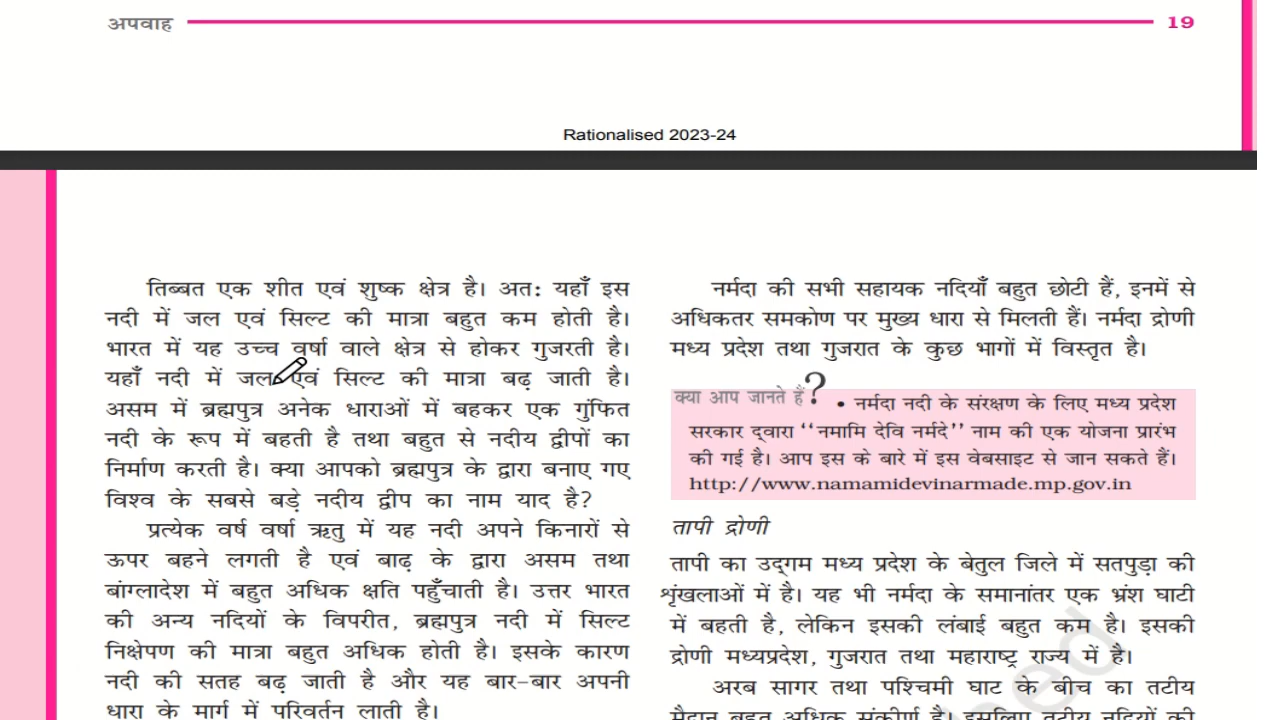 अपवाह
19
Rationalised 2023-24
तिब्बत एक शीत एवं शुष्क क्षेत्र है। अत: यहाँ इस
नदी में जल एवं सिल्ट की मात्रा बहुत कम होती है।
भारत में यह उच्च वर्षा वाले क्षेत्र से होकर गुजरती है।
यहाँ नदी में जल एवं सिल्ट की मात्रा बढ़ जाती है।
असम में ब्रह्मपुत्र अनेक धाराओं में बहकर एक गुंफित
नदी के रूप में बहती है तथा बहुत से नदीय द्वीपों का
निर्माण करती है। क्या आपको ब्रह्मपुत्र के द्वारा बनाए गए
विश्व के सबसे बड़े नदीय द्वीप का नाम याद है?
प्रत्येक वर्ष वर्षा ऋतु में यह नदी अपने किनारों से
ऊपर बहने लगती है एवं बाढ़ के द्वारा असम तथा
बांग्लादेश में बहुत अधिक क्षति पहुँचाती है। उत्तर भारत
की अन्य नदियों के विपरीत, ब्रह्मपुत्र नदी में सिल्ट
निक्षेपण की मात्रा बहुत अधिक होती है। इसके कारण
नदी की सतह बढ़ जाती है और यह बार-बार अपनी
धारा के मार्ग में परिवर्तन लाती है।
नर्मदा की सभी सहायक नदियाँ बहुत छोटी हैं, इनमें से
अधिकतर समकोण पर मुख्य धारा से मिलती हैं। नर्मदा द्रोणी
मध्य प्रदेश तथा गुजरात के कुछ भागों में विस्तृत है।
क्या आप जानते हैं?
• नर्मदा नदी के संरक्षण के लिए मध्य प्रदेश
सरकार द्वारा ‘‘नमामि देवि नर्मदे’’ नाम की एक योजना प्रारंभ
की गई है। आप इस के बारे में इस वेबसाइट से जान सकते हैं।
http://www.namamidevinarmade.mp.gov.in
तापी द्रोणी
तापी का उद्गम मध्य प्रदेश के बेतुल जिले में सतपुड़ा की
शृंखलाओं में है। यह भी नर्मदा के समानांतर एक भ्रंश घाटी
में बहती है, लेकिन इसकी लंबाई बहुत कम है। इसकी
द्रोणी मध्यप्रदेश, गुजरात तथा महाराष्ट्र राज्य में है।
अरब सागर तथा पश्चिमी घाट के बीच का तटीय
मैदान बहुत अधिक संकीर्ण है। इसलिए तटीय नदियों की